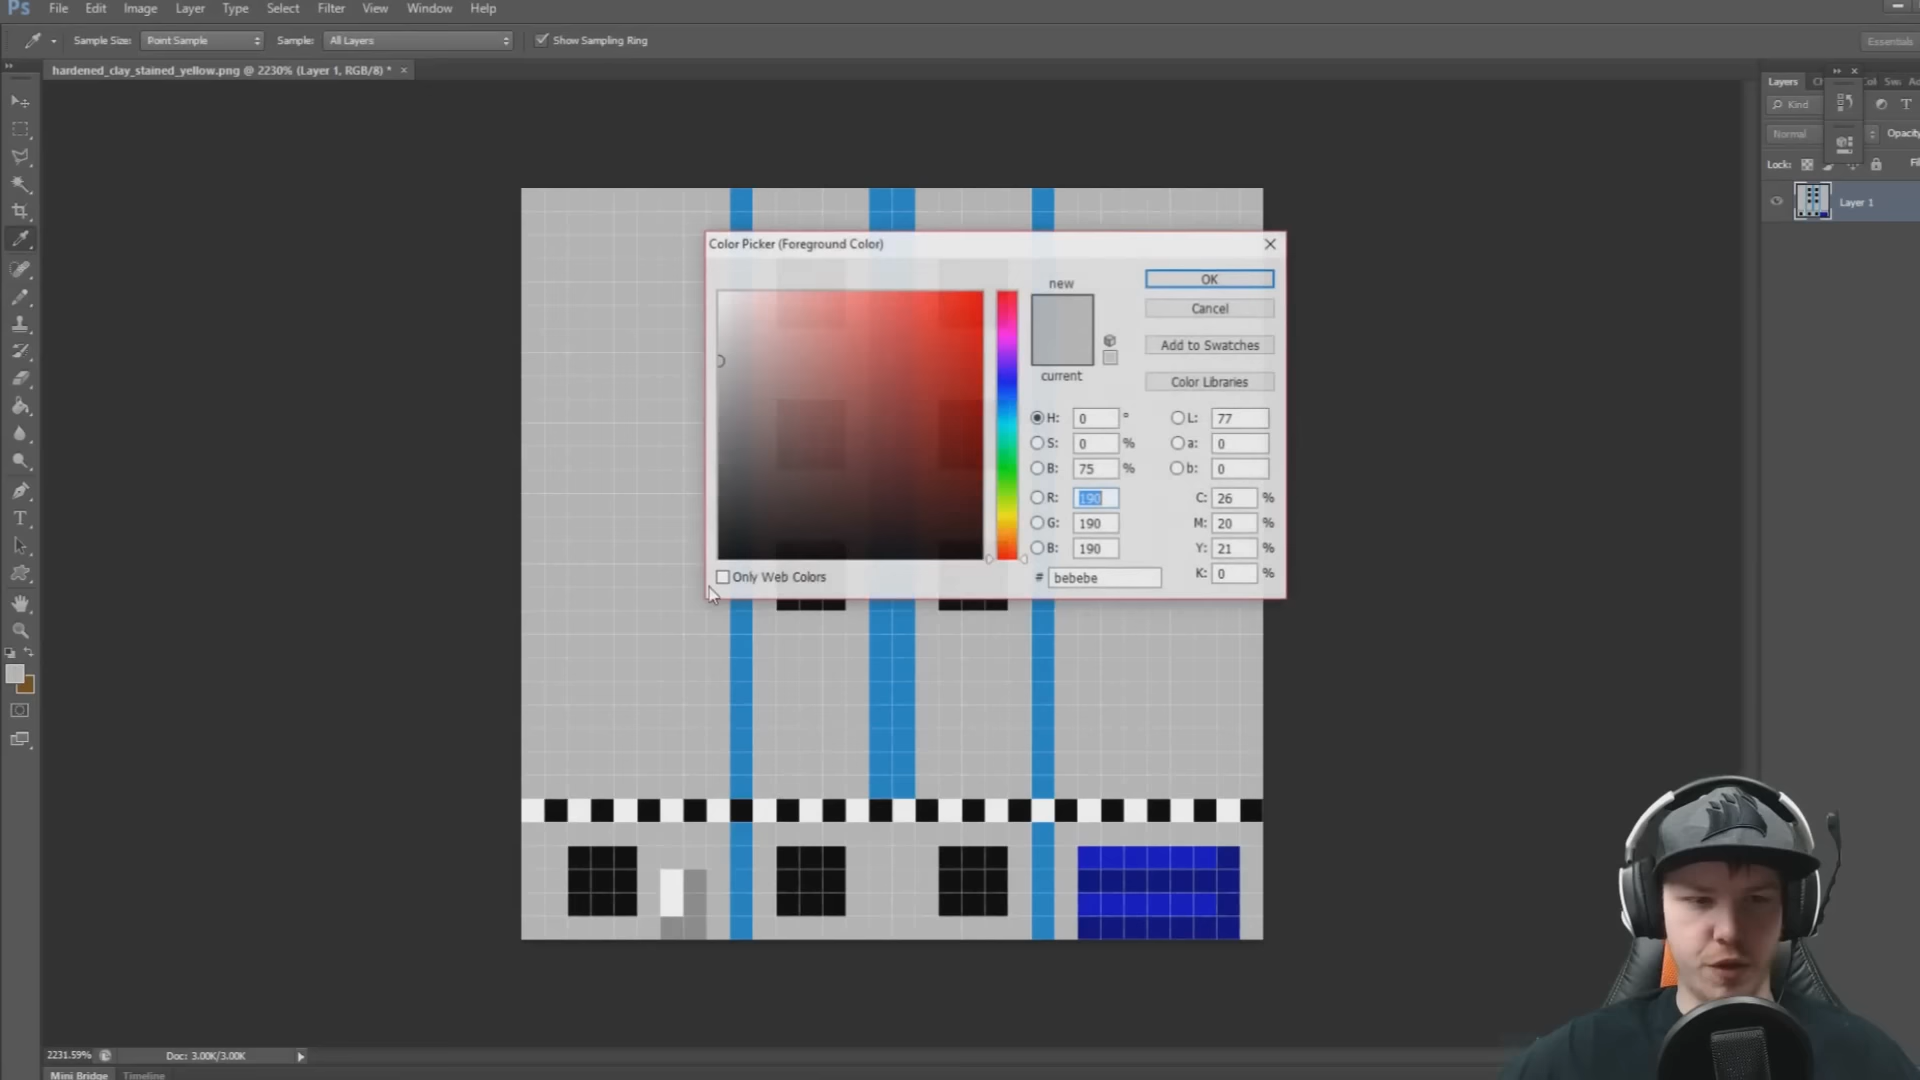 Ps File Edit Image Layer Type Select Filter View Window Help
Sample Size: Point Sample Sample: All Layers Show Sampling Ring Essentials
hardened_clay_stained_yellow.png @ 2230% (Layer 1, RGB/8) * ×
Layers
Kind
Normal Opacity
Lock:
Layer 1
Color Picker (Foreground Color)
new
current
OK
Cancel
Add to Swatches
Color Libraries
H: 0 ° L: 77
S: 0 % a: 0
B: 75 % b: 0
R: 190 C: 26 %
G: 190 M: 20 %
B: 190 Y: 21 %
# bebebe K: 0 %
Only Web Colors
2231.59% Doc: 3.00K/3.00K
Mini Bridge Timeline